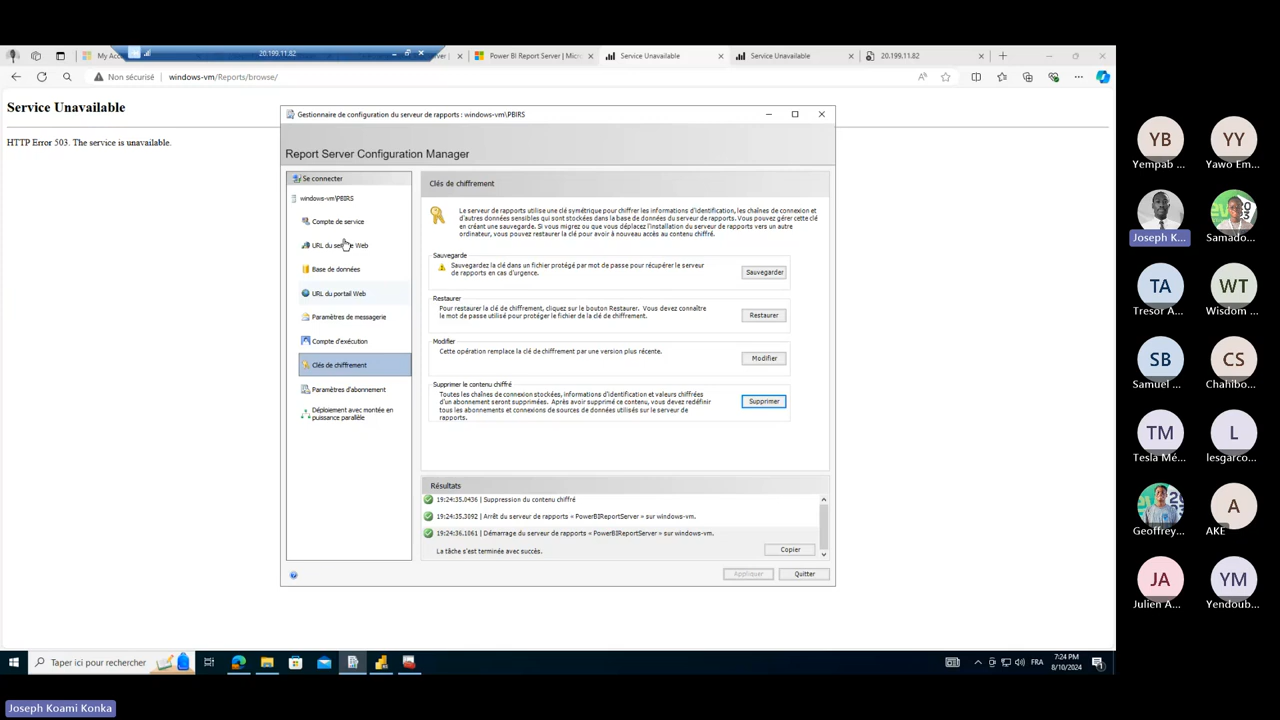 My Acc
20.199.11.82
Power BI Report Server | Micros
Service Unavailable
Service Unavailable
20.199.11.82
Non sécurisé
windows-vm/Reports/browse/
Service Unavailable
HTTP Error 503. The service is unavailable.
Gestionnaire de configuration du serveur de rapports : windows-vm\PBIRS
Report Server Configuration Manager
Se connecter
windows-vm\PBIRS
Compte de service
URL du service Web
Base de données
URL du portail Web
Paramètres de messagerie
Compte d'exécution
Clés de chiffrement
Paramètres d'abonnement
Déploiement avec montée en
puissance parallèle
Clés de chiffrement
Le serveur de rapports utilise une clé symétrique pour chiffrer les informations d'identification, les chaînes de connexion et
d'autres données sensibles qui sont stockées dans la base de données du serveur de rapports. Vous pouvez gérer cette clé
en créant une sauvegarde. Si vous migrez ou que vous déplacez l'installation du serveur de rapports vers un autre
ordinateur, vous pouvez restaurer la clé pour avoir à nouveau accès au contenu chiffré.
Sauvegarde
Sauvegardez la clé dans un fichier protégé par mot de passe pour récupérer le serveur
de rapports en cas d'urgence.
Sauvegarder
Restaurer
Pour restaurer la clé de chiffrement, cliquez sur le bouton Restaurer. Vous devez connaître
le mot de passe utilisé pour protéger le fichier de la clé de chiffrement.
Restaurer
Modifier
Cette opération remplace la clé de chiffrement par une version plus récente.
Modifier
Supprimer le contenu chiffré
Toutes les chaînes de connexion stockées, informations d'identification et valeurs chiffrées
d'un abonnement seront supprimées. Après avoir supprimé ce contenu, vous devez redéfinir
tous les abonnements et connexions de sources de données utilisés sur le serveur de
rapports.
Supprimer
Résultats
19:24:35.0436 | Suppression du contenu chiffré
19:24:35.3092 | Arrêt du serveur de rapports « PowerBIReportServer » sur windows-vm.
19:24:36.1061 | Démarrage du serveur de rapports « PowerBIReportServer » sur windows-vm.
La tâche s'est terminée avec succès.
Copier
Appliquer
Quitter
Taper ici pour rechercher
FRA
7:24 PM
8/10/2024
YB
Yempab ...
YY
Yawo Em...
Joseph K...
Samado...
TA
Tresor A...
WT
Wisdom ...
SB
Samuel ...
CS
Chahibo...
TM
Tesla Mé...
L
lesgarco...
Geoffrey...
A
AKE
JA
Julien A...
YM
Yendoub...
Joseph Koami Konka